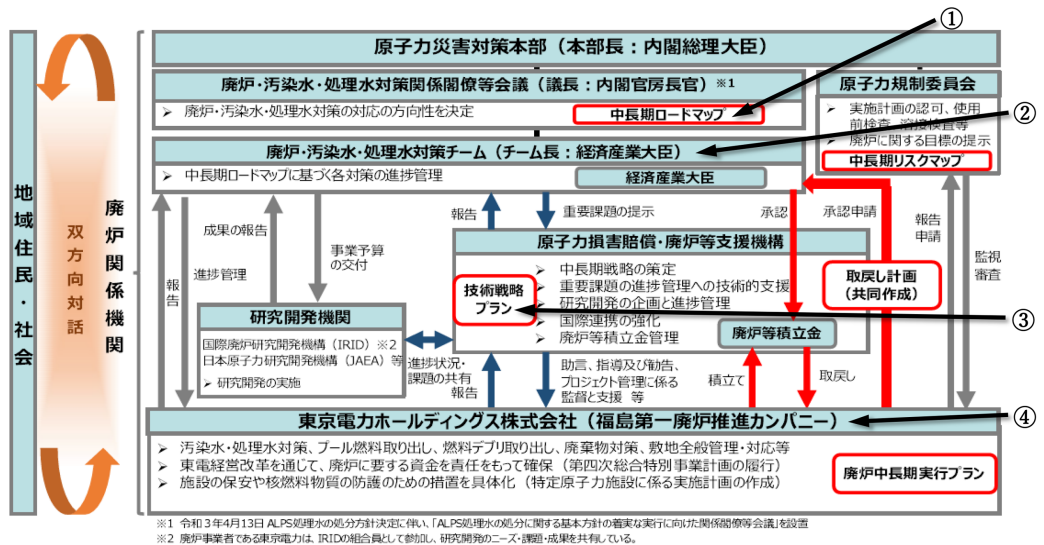 ①
原子力災害対策本部（本部長：内閣総理大臣）
廃炉・汚染水・処理水対策関係閣僚等会議（議長：内閣官房長官）※1
➢ 廃炉・汚染水・処理水対策の対応の方向性を決定
中長期ロードマップ
原子力規制委員会
➢ 実施計画の認可、使用
前検査、溶接検査等
➢ 廃炉に関する目標の提示
中長期リスクマップ
②
廃炉・汚染水・処理水対策チーム（チーム長：経済産業大臣）
➢ 中長期ロードマップに基づく各対策の進捗管理
経済産業大臣
地域住民・社会
双方向対話
廃炉関係機関
報告
進捗管理
成果の報告
事業予算
の交付
報告
重要課題の提示
承認
承認申請
報告
申請
監視
審査
原子力損害賠償・廃炉等支援機構
技術戦略
プラン
➢ 中長期戦略の策定
➢ 重要課題の進捗管理への技術的支援
➢ 研究開発の企画と進捗管理
➢ 国際連携の強化
➢ 廃炉等積立金管理
廃炉等積立金
取戻し計画
（共同作成）
③
研究開発機関
国際廃炉研究開発機構（IRID）※2
日本原子力研究開発機構（JAEA）等
➢ 研究開発の実施
進捗状況・
課題の共有
報告
助言、指導及び勧告、
プロジェクト管理に係る
監督と支援 等
積立て
取戻し
④
東京電力ホールディングス株式会社（福島第一廃炉推進カンパニー）
➢ 汚染水・処理水対策、プール燃料取り出し、燃料デブリ取り出し、廃棄物対策、敷地全般管理・対応等
➢ 東電経営改革を通じて、廃炉に要する資金を責任をもって確保（第四次総合特別事業計画の履行）
➢ 施設の保安や核燃料物質の防護のための措置を具体化（特定原子力施設に係る実施計画の作成）
廃炉中長期実行プラン
※1 令和３年4月13日 ALPS処理水の処分方針決定に伴い、「ALPS処理水の処分に関する基本方針の着実な実行に向けた関係閣僚等会議」を設置
※2 廃炉事業者である東京電力は、IRIDの組合員として参加し、研究開発のニーズ・課題・成果を共有している。